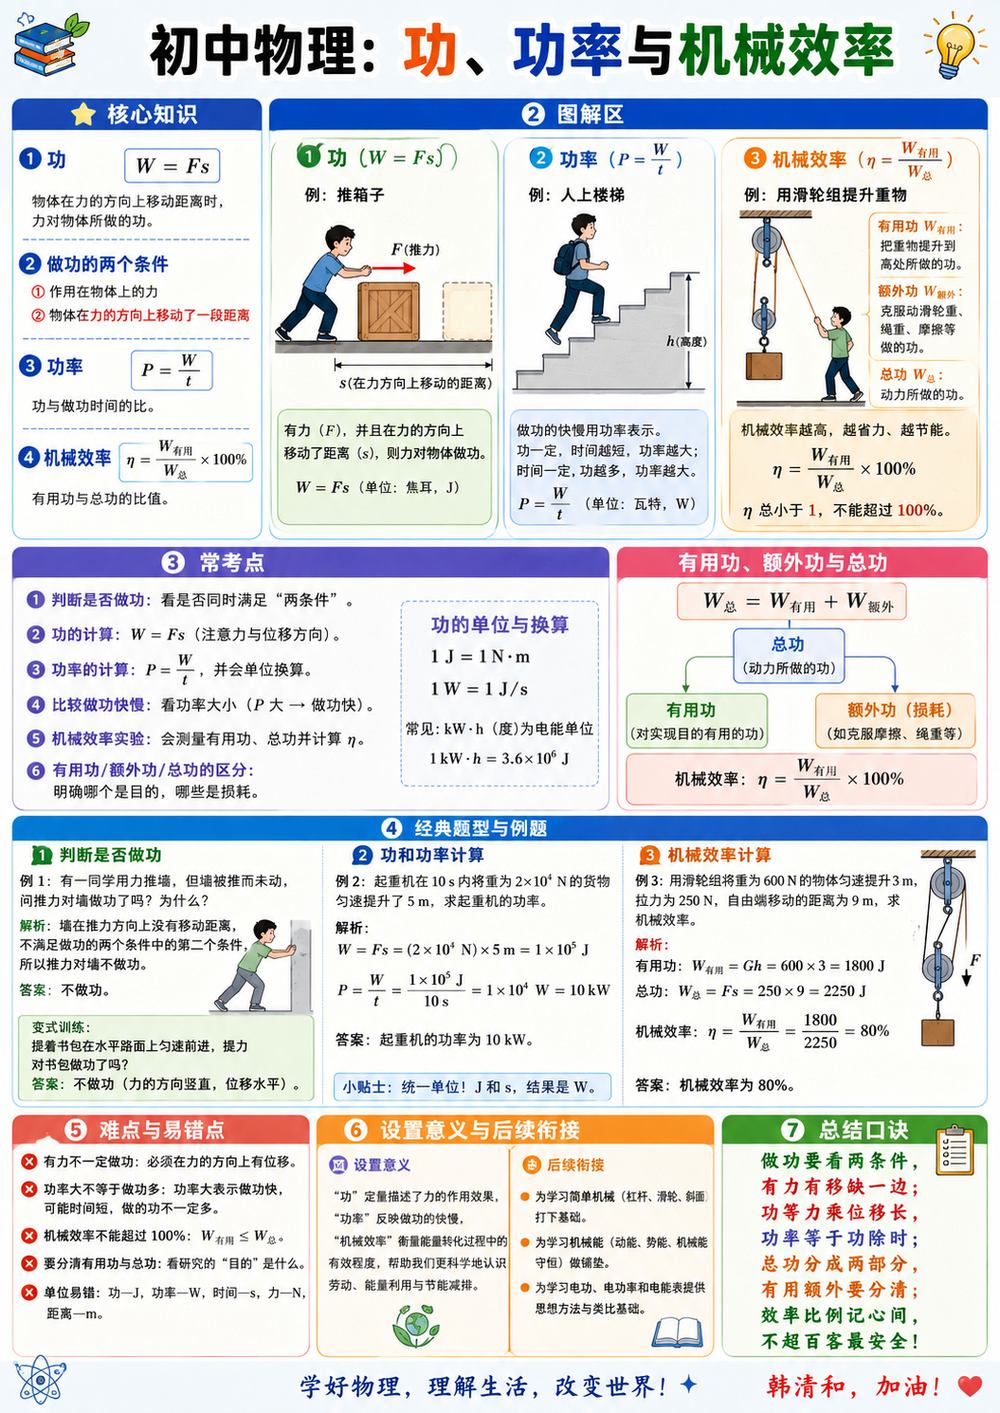 初中物理：功、功率与机械效率
核心知识
1 功
W = Fs
物体在力的方向上移动距离时，
力对物体所做的功。
2 做功的两个条件
① 作用在物体上的力
② 物体在力的方向上移动了一段距离
3 功率
P = W/t
功与做功时间的比。
4 机械效率
η = W有用/W总 × 100%
有用功与总功的比值。
2 图解区
1 功（W = Fs）
例：推箱子
F（推力）
s（在力方向上移动的距离）
有力（F），并且在力的方向上
移动了距离（s），则力对物体做功。
W = Fs（单位：焦耳，J）
2 功率（P = W/t）
例：人上楼梯
h（高度）
做功的快慢用功率表示。
功一定，时间越短，功率越大；
时间一定，功越多，功率越大。
P = W/t （单位：瓦特，W）
3 机械效率（η = W有用/W总）
例：用滑轮组提升重物
有用功 W有用：
把重物提升到
高处所做的功。
额外功 W额外：
克服动滑轮重、
绳重、摩擦等
做的功。
总功 W总：
动力所做的功。
机械效率越高，越省力、越节能。
η = W有用/W总 × 100%
η 总小于 1，不能超过 100%。
3 常考点
1 判断是否做功：看是否同时满足“两条件”。
2 功的计算：W = Fs（注意力与位移方向）。
3 功率的计算：P = W/t，并会单位换算。
4 比较做功快慢：看功率大小（P 大 → 做功快）。
5 机械效率实验：会测量有用功、总功并计算 η。
6 有用功/额外功/总功的区分：
明确哪个是目的，哪些是损耗。
功的单位与换算
1 J = 1 N·m
1 W = 1 J/s
常见：kW·h（度）为电能单位
1 kW·h = 3.6×10⁶ J
有用功、额外功与总功
W总 = W有用 + W额外
总功
（动力所做的功）
有用功
（对实现目的有用的功）
额外功（损耗）
（如克服摩擦、绳重等）
机械效率：η = W有用/W总 × 100%
4 经典题型与例题
1 判断是否做功
例 1：有一同学用力推墙，但墙被推而未动，
问推力对墙做功了吗？为什么？
解析：墙在推力方向上没有移动距离，
不满足做功的两个条件中的第二个条件，
所以推力对墙不做功。
答案：不做功。
变式训练：
提着书包在水平路面上匀速前进，提力
对书包做功了吗？
答案：不做功（力的方向竖直，位移水平）。
2 功和功率计算
例 2：起重机在 10 s 内将重为 2×10⁴ N 的货物
匀速提升了 5 m，求起重机的功率。
解析：
W = Fs = (2×10⁴ N)×5 m = 1×10⁵ J
P = W/t = 1×10⁵ J/10 s = 1×10⁴ W = 10 kW
答案：起重机的功率为 10 kW。
小贴士：统一单位！J 和 s，结果是 W。
3 机械效率计算
例 3：用滑轮组将重为 600 N 的物体匀速提升3 m，
拉力为 250 N，自由端移动的距离为 9 m，求
机械效率。
解析：
有用功：W有用 = Gh = 600 × 3 = 1800 J
总功：W总 = Fs = 250 × 9 = 2250 J
机械效率：η = W有用/W总 = 1800/2250 = 80%
答案：机械效率为 80%。
F
5 难点与易错点
有力不一定做功：必须在力的方向上有位移。
功率大不等于做功多：功率大表示做功快，
可能时间短，做的功不一定多。
机械效率不能超过 100%：W有用 ≤ W总。
要分清有用功与总功：看研究的“目的”是什么。
单位易错：功—J，功率—W，时间—s，力—N，
距离—m。
6 设置意义与后续衔接
设置意义
“功”定量描述了力的作用效果，
“功率”反映做功的快慢，
“机械效率”衡量能量转化过程中的
有效程度，帮助我们更科学地认识
劳动、能量利用与节能减排。
后续衔接
为学习简单机械（杠杆、滑轮、斜面）
打下基础。
为学习机械能（动能、势能、机械能
守恒）做铺垫。
为学习电功、电功率和电能表提供
思想方法与类比基础。
7 总结口诀
做功要看两条件，
有力有移缺一边；
功等力乘位移长，
功率等于功除时；
总功分成两部分，
有用额外要分清；
效率比例记心间，
不超百客最安全！
学好物理，理解生活，改变世界！
韩清和，加油！